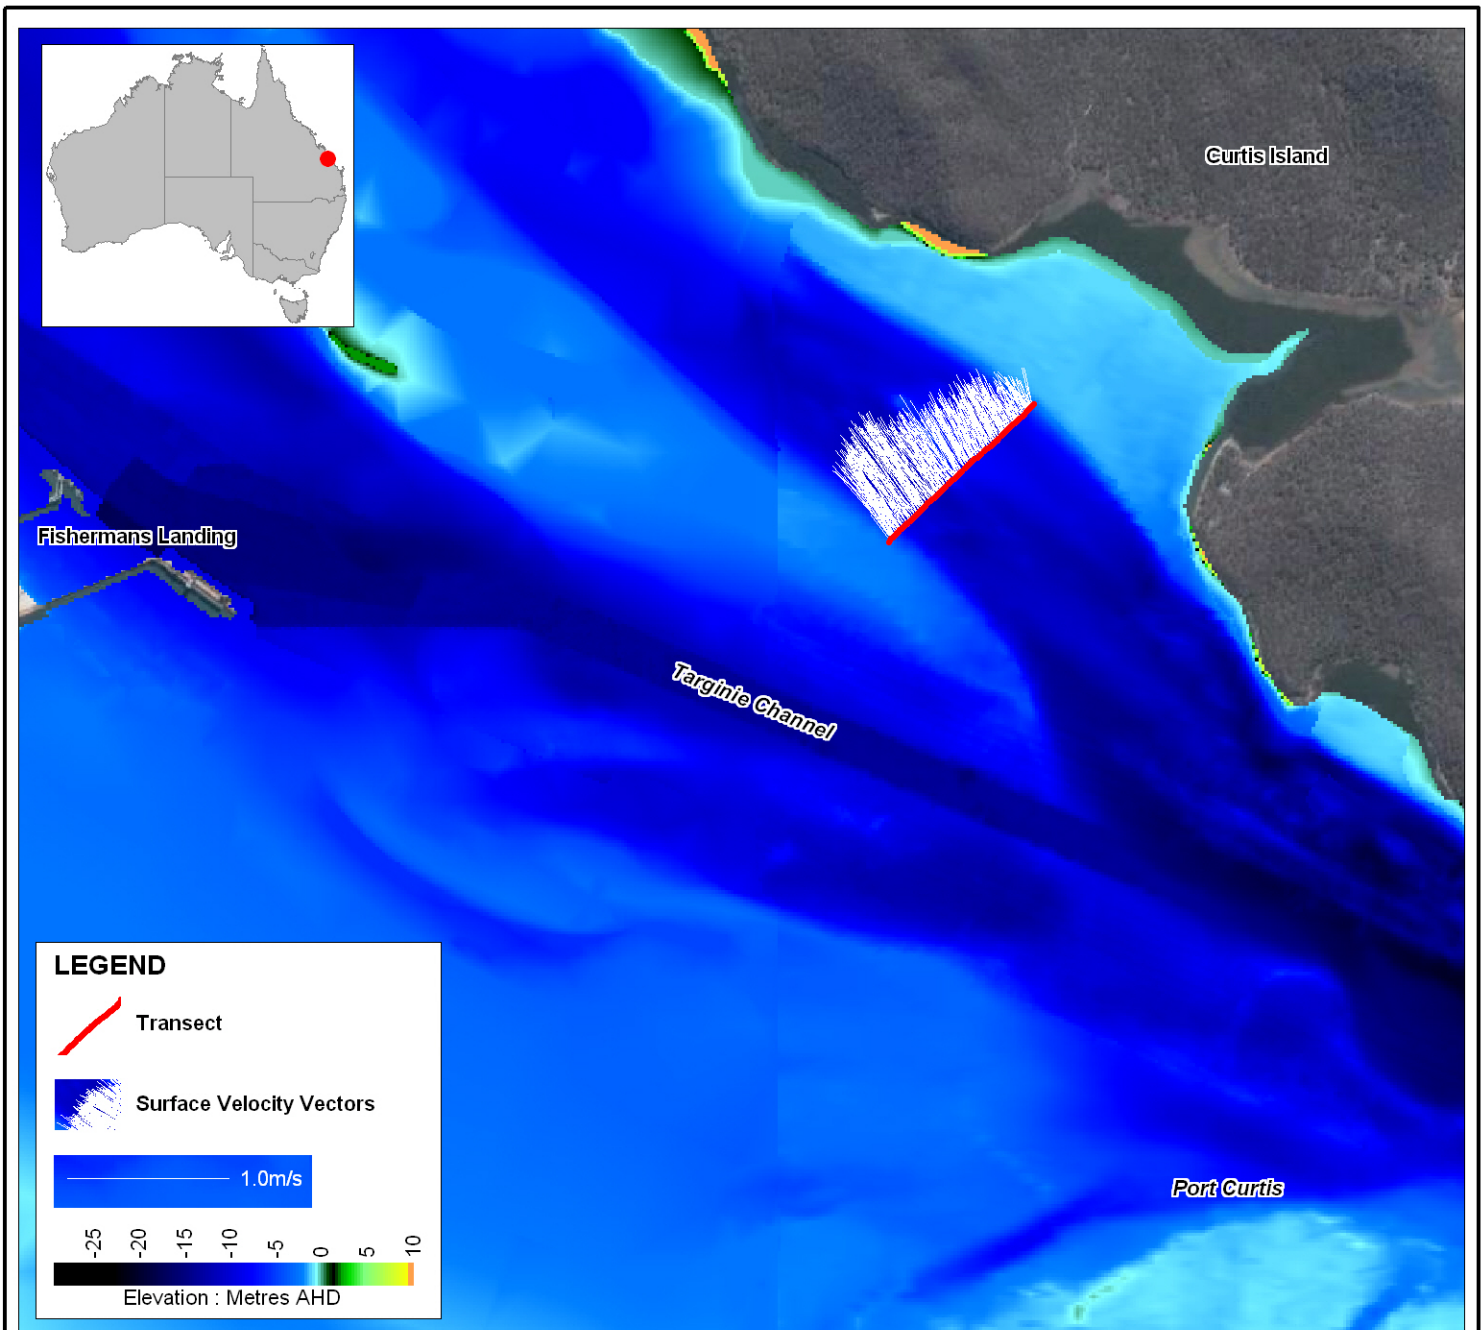 Curtis Island
Fishermans Landing
Targinie Channel
Port Curtis
LEGEND
Transect
Surface Velocity Vectors
1.0m/s
-25 -20 -15 -10 -5 0 5 10
Elevation : Metres AHD